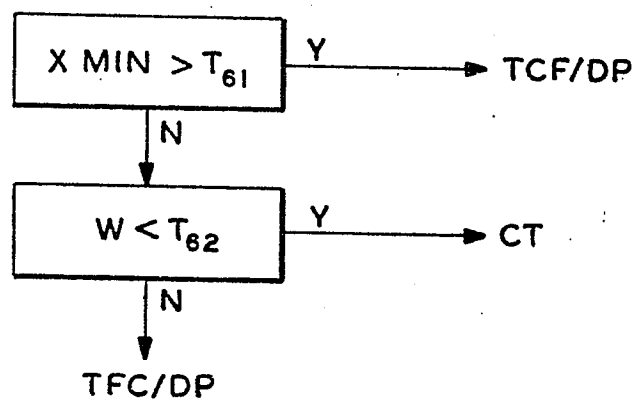 X MIN > T61
Y
TCF/DP
N
W < T62
Y
CT
N
TFC/DP